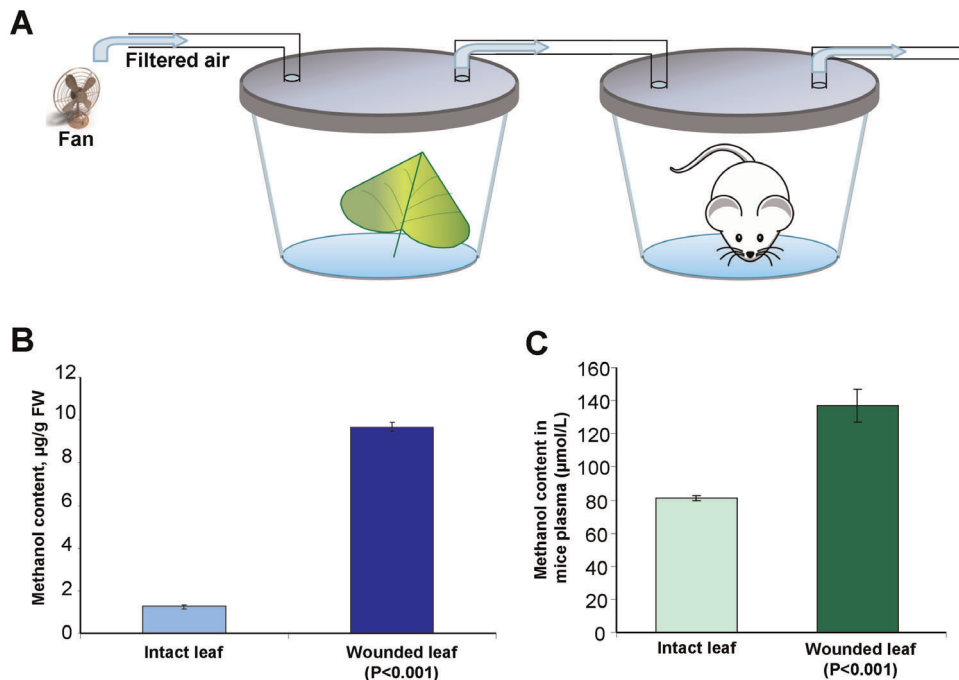 A
Filtered air
Fan
B
Methanol content, µg/g FW
12
10
8
6
4
2
0
Intact leaf
Wounded leaf
(P<0.001)
C
Methanol content in
mice plasma (µmol/L)
160
140
120
100
80
60
40
20
0
Intact leaf
Wounded leaf
(P<0.001)